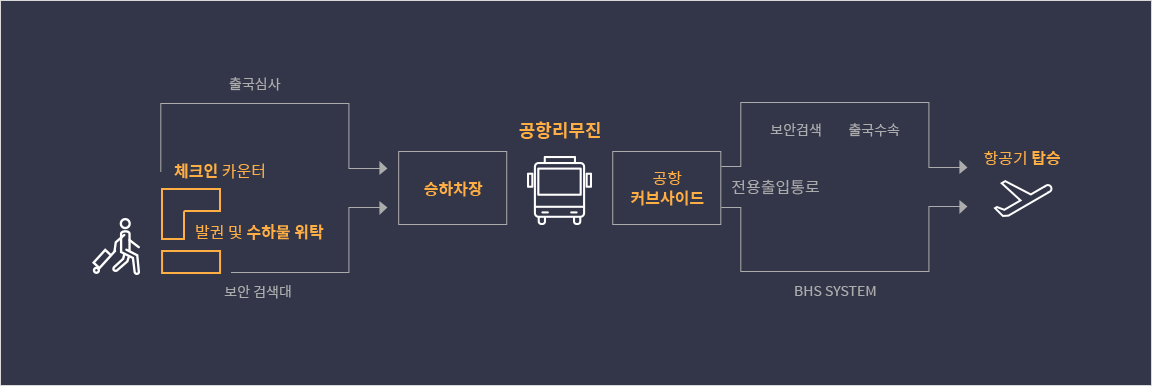 출국심사
체크인 카운터
발권 및 수하물 위탁
보안 검색대
승하차장
공항리무진
공항
커브사이드
보안검색 출국수속
전용출입통로
BHS SYSTEM
항공기 탑승